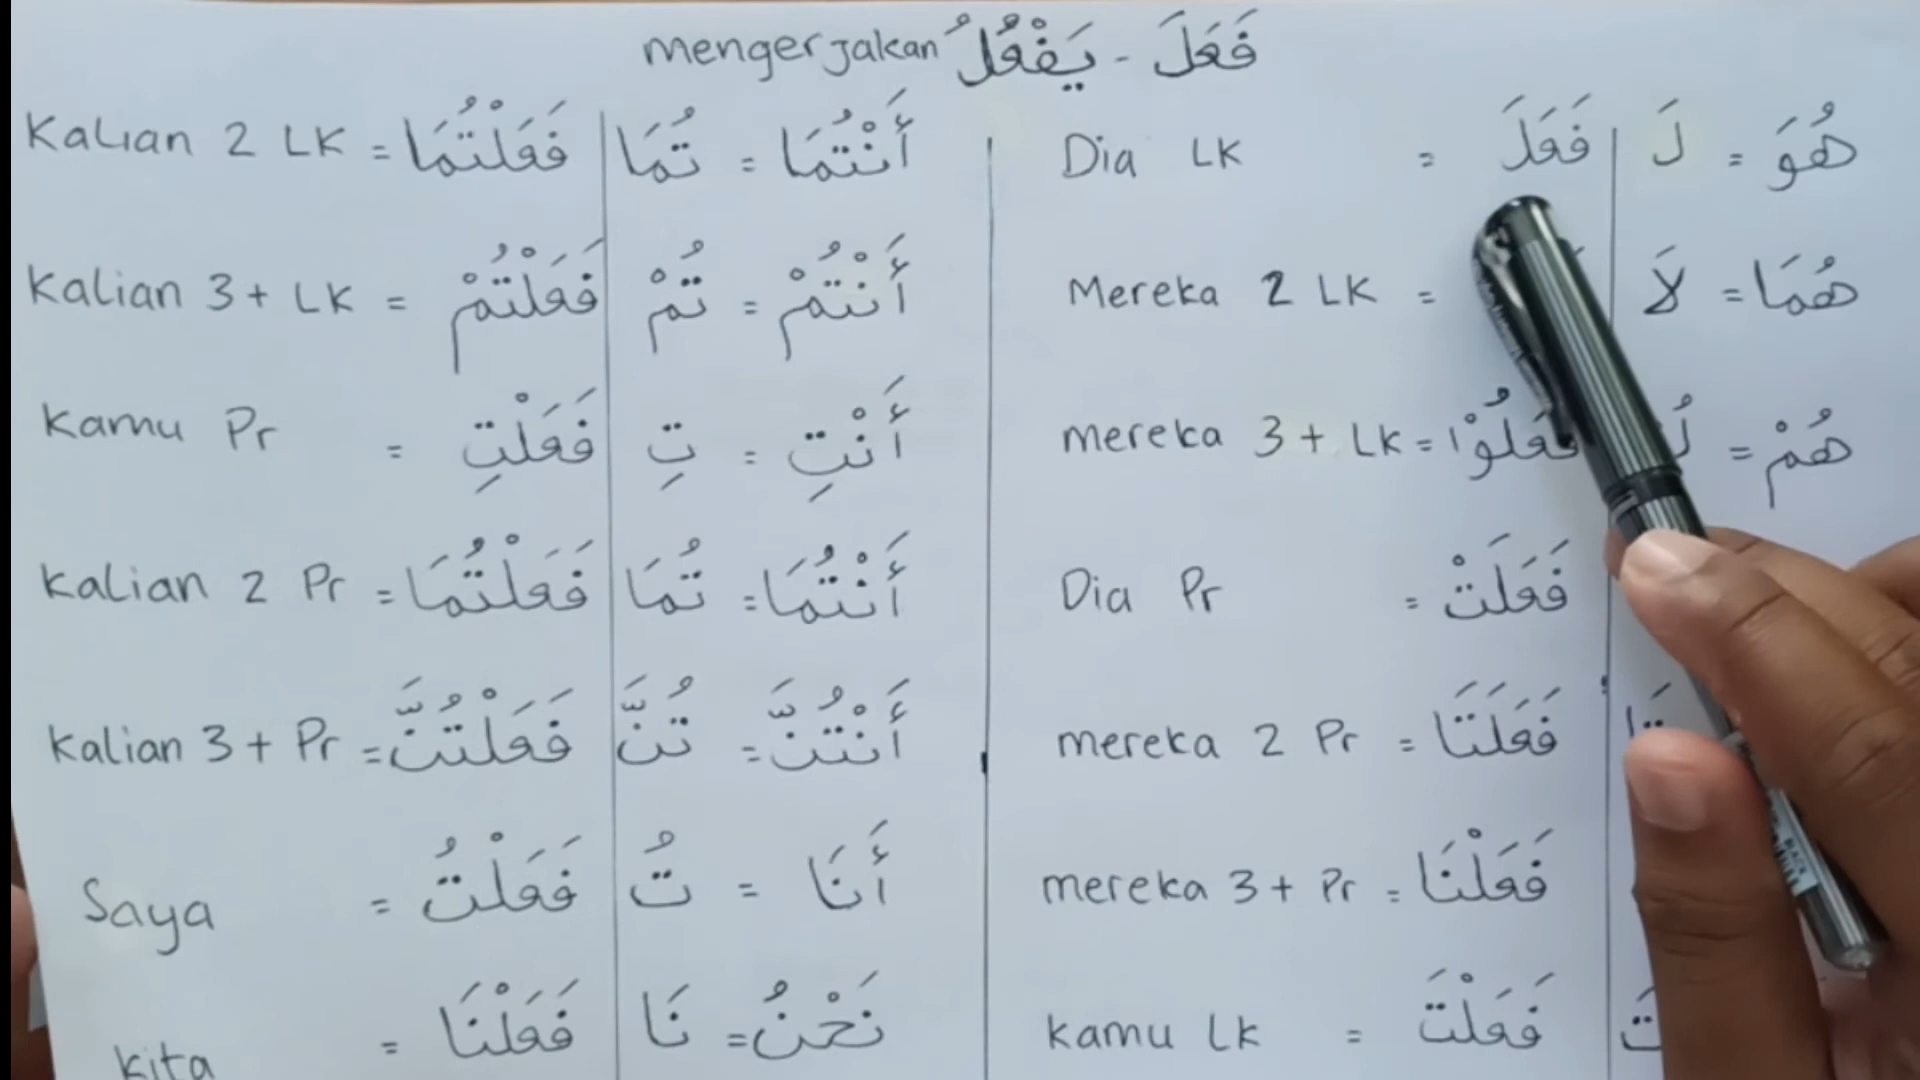 فَعَلَ - يَفْعُلُ mengerjakan
هُوَ = لَ | فَعَلَ = Dia LK
هُمَا = لَا | = Mereka 2 LK
هُمْ = | فَعَلُوْا = mereka 3 + Lk
فَعَلَتْ = Dia Pr
فَعَلَتَا = mereka 2 Pr
فَعَلْنَا = mereka 3 + Pr
فَعَلْتَ = kamu Lk
أَنْتُمَا = تُمَا | فَعَلْتُمَا = Kalian 2 LK
أَنْتُمْ = تُمْ | فَعَلْتُمْ = Kalian 3 + LK
أَنْتِ = تِ | فَعَلْتِ = Kamu Pr
أَنْتُمَا = تُمَا | فَعَلْتُمَا = Kalian 2 Pr
أَنْتُنَّ = تُنَّ | فَعَلْتُنَّ = Kalian 3 + Pr
أَنَا = تُ | فَعَلْتُ = Saya
نَحْنُ = نَا | فَعَلْنَا = kita